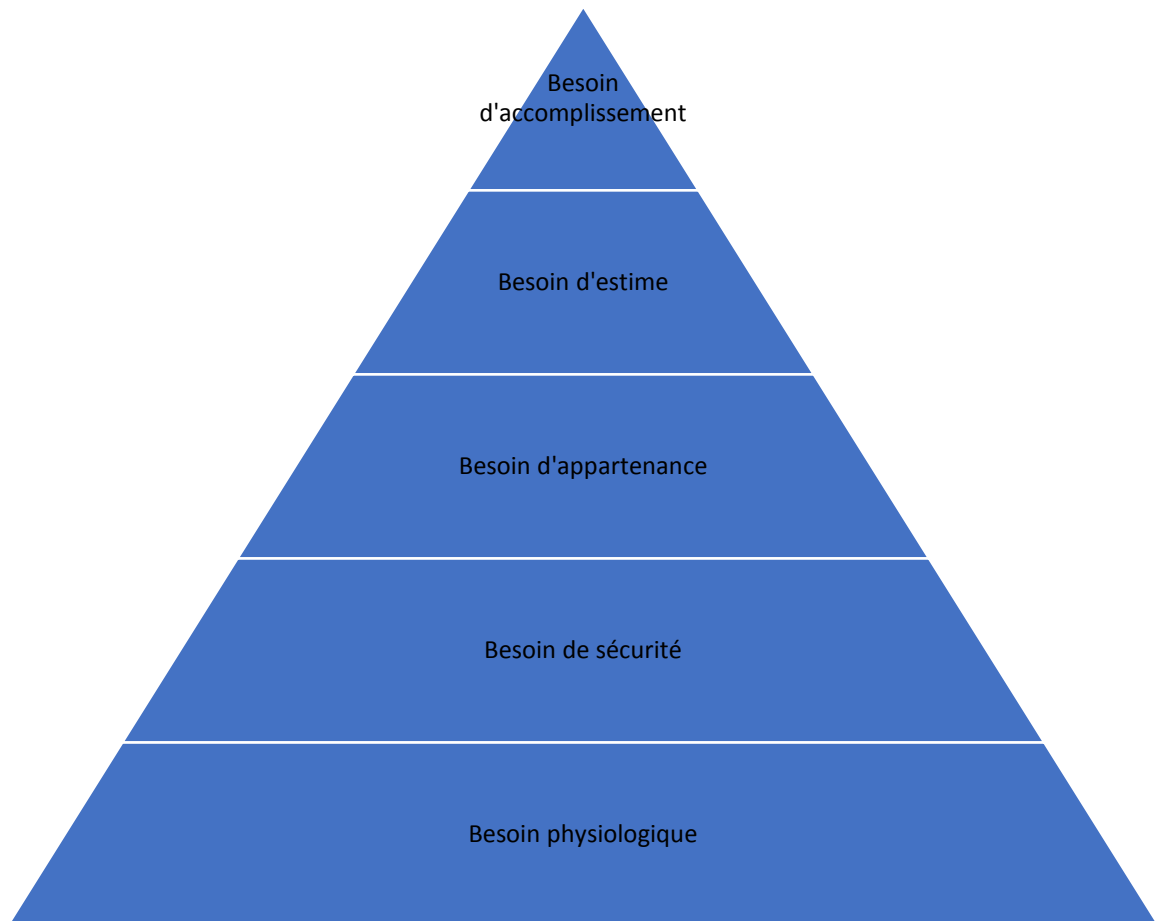 Besoin
d'accomplissement
Besoin d'estime
Besoin d'appartenance
Besoin de sécurité
Besoin physiologique